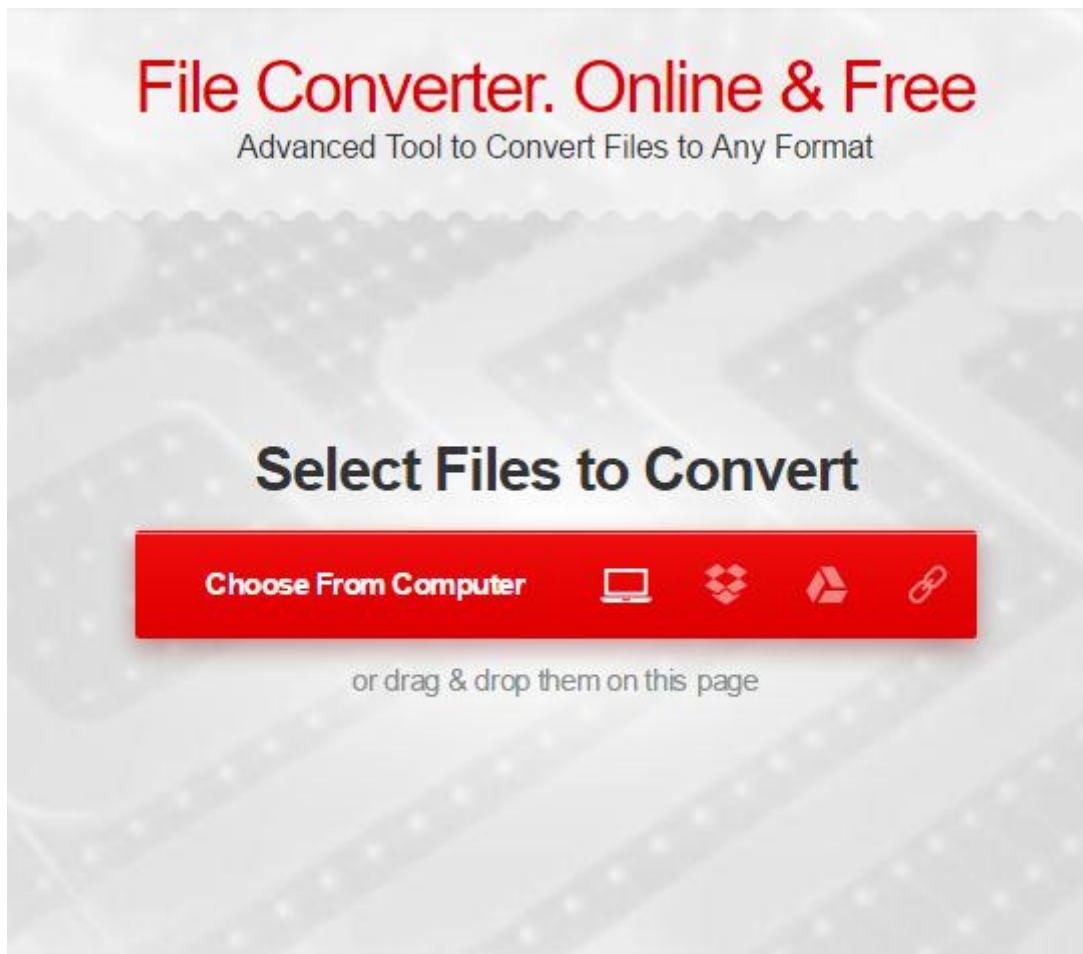 File Converter. Online & Free
Advanced Tool to Convert Files to Any Format
Select Files to Convert
Choose From Computer
or drag & drop them on this page